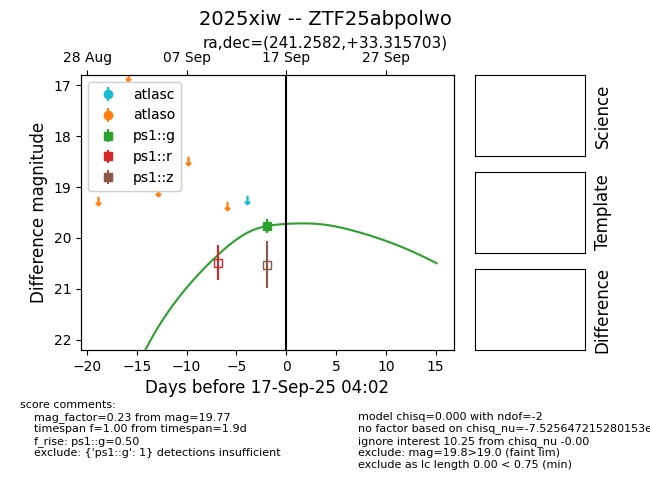 2025xiw -- ZTF25abpolwo
ra,dec=(241.2582,+33.315703)
28 Aug 07 Sep 17 Sep 27 Sep
17
18
19
20
21
22
Difference magnitude
atlasc
atlaso
ps1::g
ps1::r
ps1::z
−20 −15 −10 −5 0 5 10 15
Days before 17-Sep-25 04:02
Science
Template
Difference
score comments:
mag_factor=0.23 from mag=19.77
timespan f=1.00 from timespan=1.9d
f_rise: ps1::g=0.50
exclude: {'ps1::g': 1} detections insufficient
model chisq=0.000 with ndof=-2
no factor based on chisq_nu=-7.525647215280153e
ignore interest 10.25 from chisq_nu -0.00
exclude: mag=19.8>19.0 (faint lim)
exclude as lc length 0.00 < 0.75 (min)